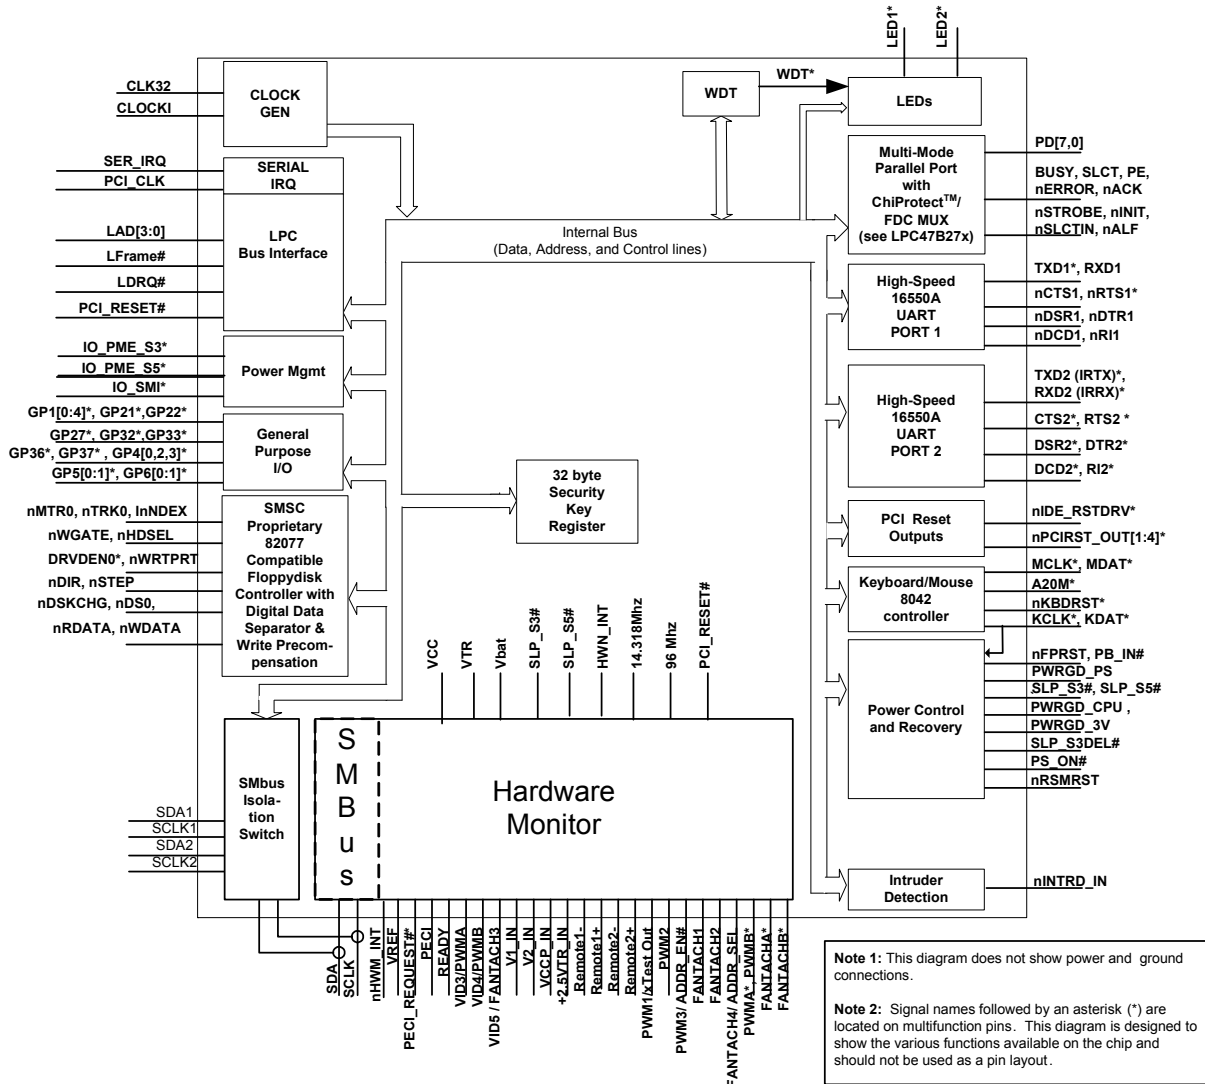 LED1*
LED2*
CLK32
CLOCKI
CLOCK
GEN
WDT
WDT*
LEDs
SER_IRQ
PCI_CLK
SERIAL
IRQ
LAD[3:0]
LFrame#
LDRQ#
PCI_RESET#
LPC
Bus Interface
Internal Bus
(Data, Address, and Control lines)
Multi-Mode
Parallel Port
with
ChiProtect™/
FDC MUX
(see LPC47B27x)
PD[7,0]
BUSY, SLCT, PE,
nERROR, nACK
nSTROBE, nINIT,
nSLCTIN, nALF
High-Speed
16550A
UART
PORT 1
TXD1*, RXD1
nCTS1, nRTS1*
nDSR1, nDTR1
nDCD1, nRI1
IO_PME_S3*
IO_PME_S5*
IO_SMI*
Power Mgmt
GP1[0:4]*, GP21*,GP22*
GP27*, GP32*,GP33*
GP36*, GP37* , GP4[0,2,3]*
GP5[0:1]*, GP6[0:1]*
General
Purpose
I/O
High-Speed
16550A
UART
PORT 2
TXD2 (IRTX)*,
RXD2 (IRRX)*
CTS2*, RTS2 *
DSR2*, DTR2*
DCD2*, RI2*
32 byte
Security
Key
Register
nMTR0, nTRK0, InNDEX
nWGATE, nHDSEL
DRVDEN0*, nWRTPRT
nDIR, nSTEP
nDSKCHG, nDS0,
nRDATA, nWDATA
SMSC
Proprietary
82077
Compatible
Floppydisk
Controller with
Digital Data
Separator &
Write Precom-
pensation
PCI Reset
Outputs
nIDE_RSTDRV*
nPCIRST_OUT[1:4]*
Keyboard/Mouse
8042
controller
MCLK*, MDAT*
A20M*
nKBDRST*
KCLK*, KDAT*
Power Control
and Recovery
nFPRST, PB_IN#
PWRGD_PS
SLP_S3#, SLP_S5#
PWRGD_CPU ,
PWRGD_3V
SLP_S3DEL#
PS_ON#
nRSMRST
VCC
VTR
Vbat
SLP_S3#
SLP_S5#
HWN_INT
14.318Mhz
96 Mhz
PCI_RESET#
SMbus
Isola-
tion
Switch
SDA1
SCLK1
SDA2
SCLK2
S
M
B
u
s
Hardware
Monitor
Intruder
Detection
nINTRD_IN
SDA
SCLK
nHWM_INT
VREF
PECI_REQUEST#*
PECI
READY
VID3/PWMA
VID4/PWMB
VID5 / FANTACH3
V1_IN
V2_IN
VCCP_IN
+2.5VTR_IN
Remote1-
Remote1+
Remote2-
Remote2+
PWM1/xTest Out
PWM2
PWM3/ ADDR_EN#
FANTACH1
FANTACH2
FANTACH4/ ADDR_SEL
PWMA*, PWMB*
FANTACHA*
FANTACHB*
Note 1: This diagram does not show power and ground
connections.
Note 2: Signal names followed by an asterisk (*) are
located on multifunction pins. This diagram is designed to
show the various functions available on the chip and
should not be used as a pin layout.